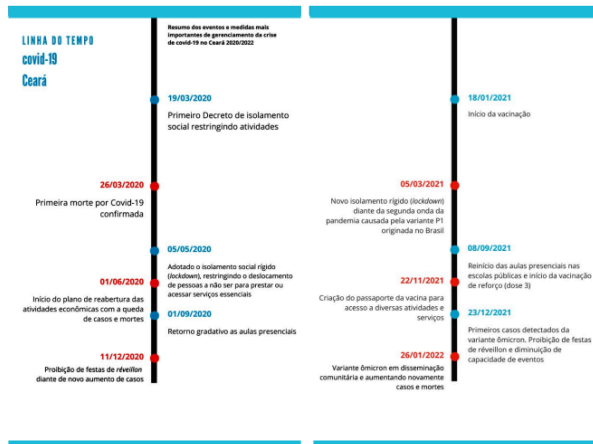 LINHA DO TEMPO
covid-19
Ceará
Resumo dos eventos e medidas mais
importantes de gerenciamento da crise
de covid-19 no Ceará 2020/2022
19/03/2020
Primeiro Decreto de isolamento
social restringindo atividades
26/03/2020
Primeira morte por Covid-19
confirmada
05/05/2020
Adotado o isolamento social rígido
(lockdown), restringindo o deslocamento
de pessoas a não ser para prestar ou
acessar serviços essenciais
01/06/2020
Início do plano de reabertura das
atividades econômicas com a queda
de casos e mortes
01/09/2020
Retorno gradativo as aulas presenciais
11/12/2020
Proibição de festas de réveillon
diante de novo aumento de casos
18/01/2021
Início da vacinação
05/03/2021
Novo isolamento rígido (lockdown)
diante da segunda onda da
pandemia causada pela variante P1
originada no Brasil
08/09/2021
Reinício das aulas presenciais nas
escolas públicas e início da vacinação
de reforço (dose 3)
22/11/2021
Criação do passaporte da vacina para
acesso a diversas atividades e
serviços
23/12/2021
Primeiros casos detectados da
variante ômicron. Proibição de festas
de réveillon e diminuição de
capacidade de eventos
26/01/2022
Variante ômicron em disseminação
comunitária e aumentando novamente
casos e mortes